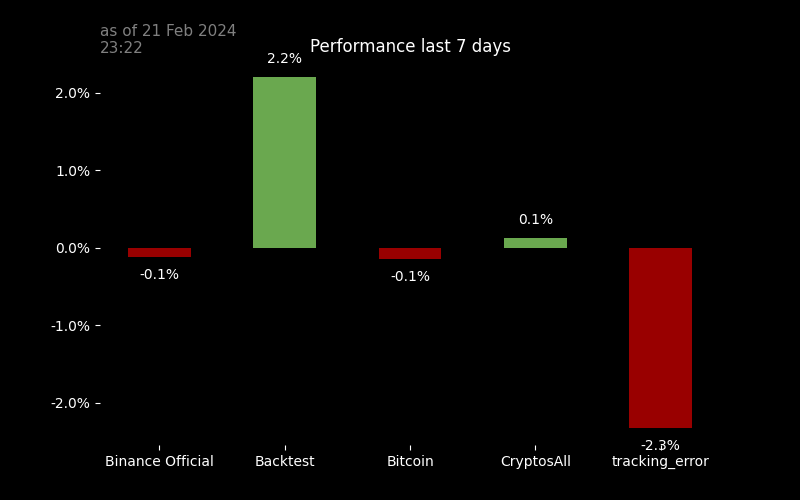 as of 21 Feb 2024
23:22
Performance last 7 days
2.2%
2.0%
1.0%
0.1%
0.0%
-0.1%
-0.1%
-1.0%
-2.0%
-2.3%
Binance Official
Backtest
Bitcoin
CryptosAll
tracking_error